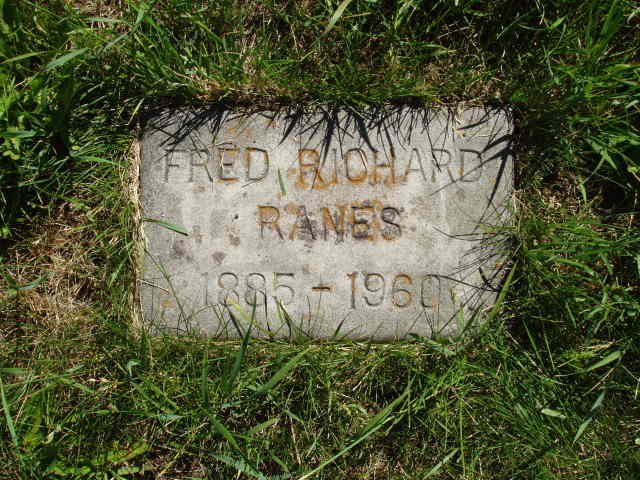 FRED RICHARD
RANES
1885 - 1960